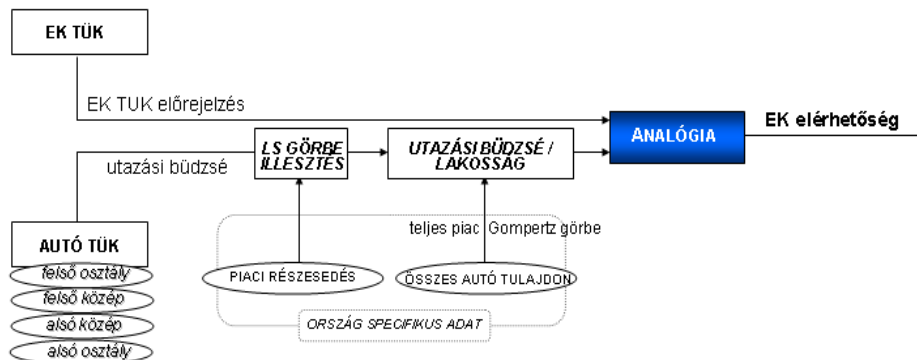 EK TÜK
EK TUK előrejelzés
EK elérhetőség
ANALÓGIA
LS GÖRBE
ILLESZTÉS
UTAZÁSI BÜDZSÉ /
LAKOSSÁG
utazási büdzsé
teljes piac Gompertz görbe
AUTÓ TÜK
felső osztály
felső közép
alsó közép
alsó osztály
PIACI RÉSZESEDÉS
ÖSSZES AUTÓ TULAJDON
ORSZÁG SPECIFIKUS ADAT